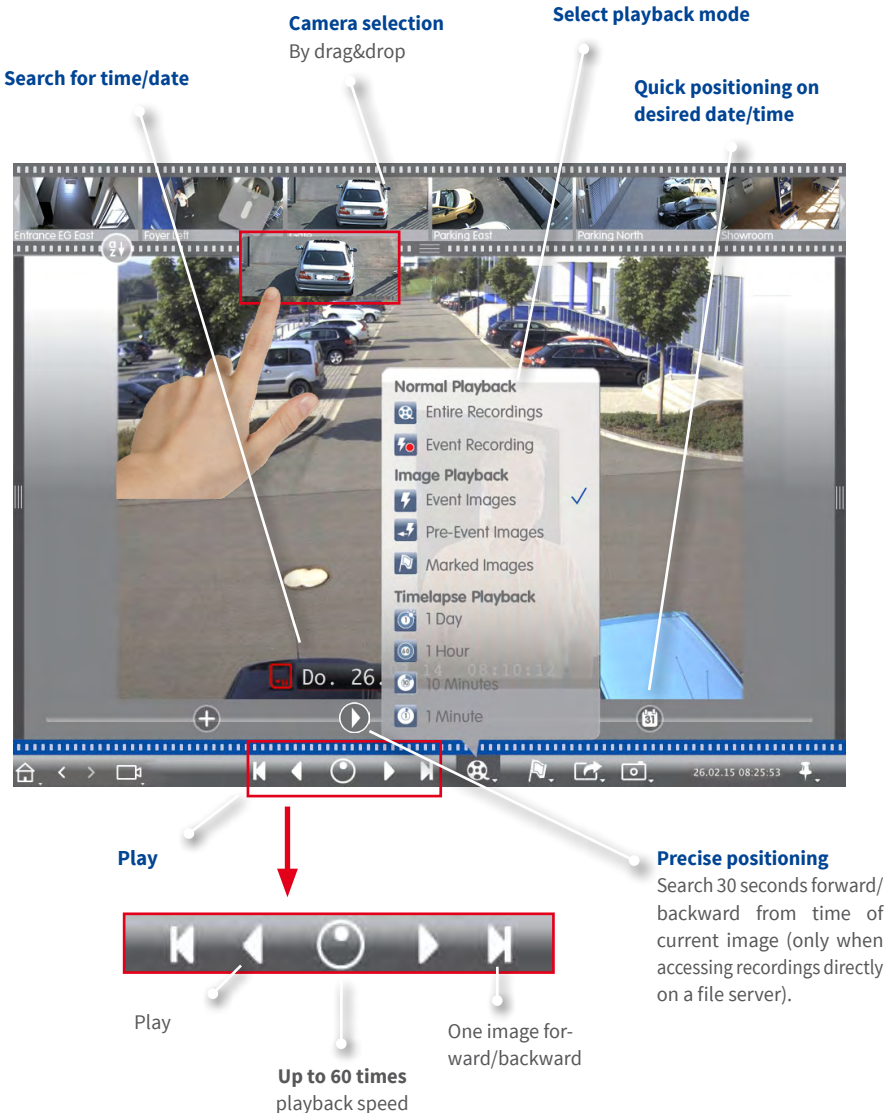 Camera selection
By drag&drop
Select playback mode
Search for time/date
Quick positioning on
desired date/time
Entrance EG East
Foyer Left
Parking East
Parking North
Showroom
Normal Playback
Entire Recordings
Event Recording
Image Playback
Event Images
Pre-Event Images
Marked Images
Timelapse Playback
1 Day
1 Hour
10 Minutes
1 Minute
Do. 26. 14 08:10:12
31
26.02.15 08:25:53
Play
Precise positioning
Search 30 seconds forward/
backward from time of
current image (only when
accessing recordings directly
on a file server).
Play
One image for-
ward/backward
Up to 60 times
playback speed